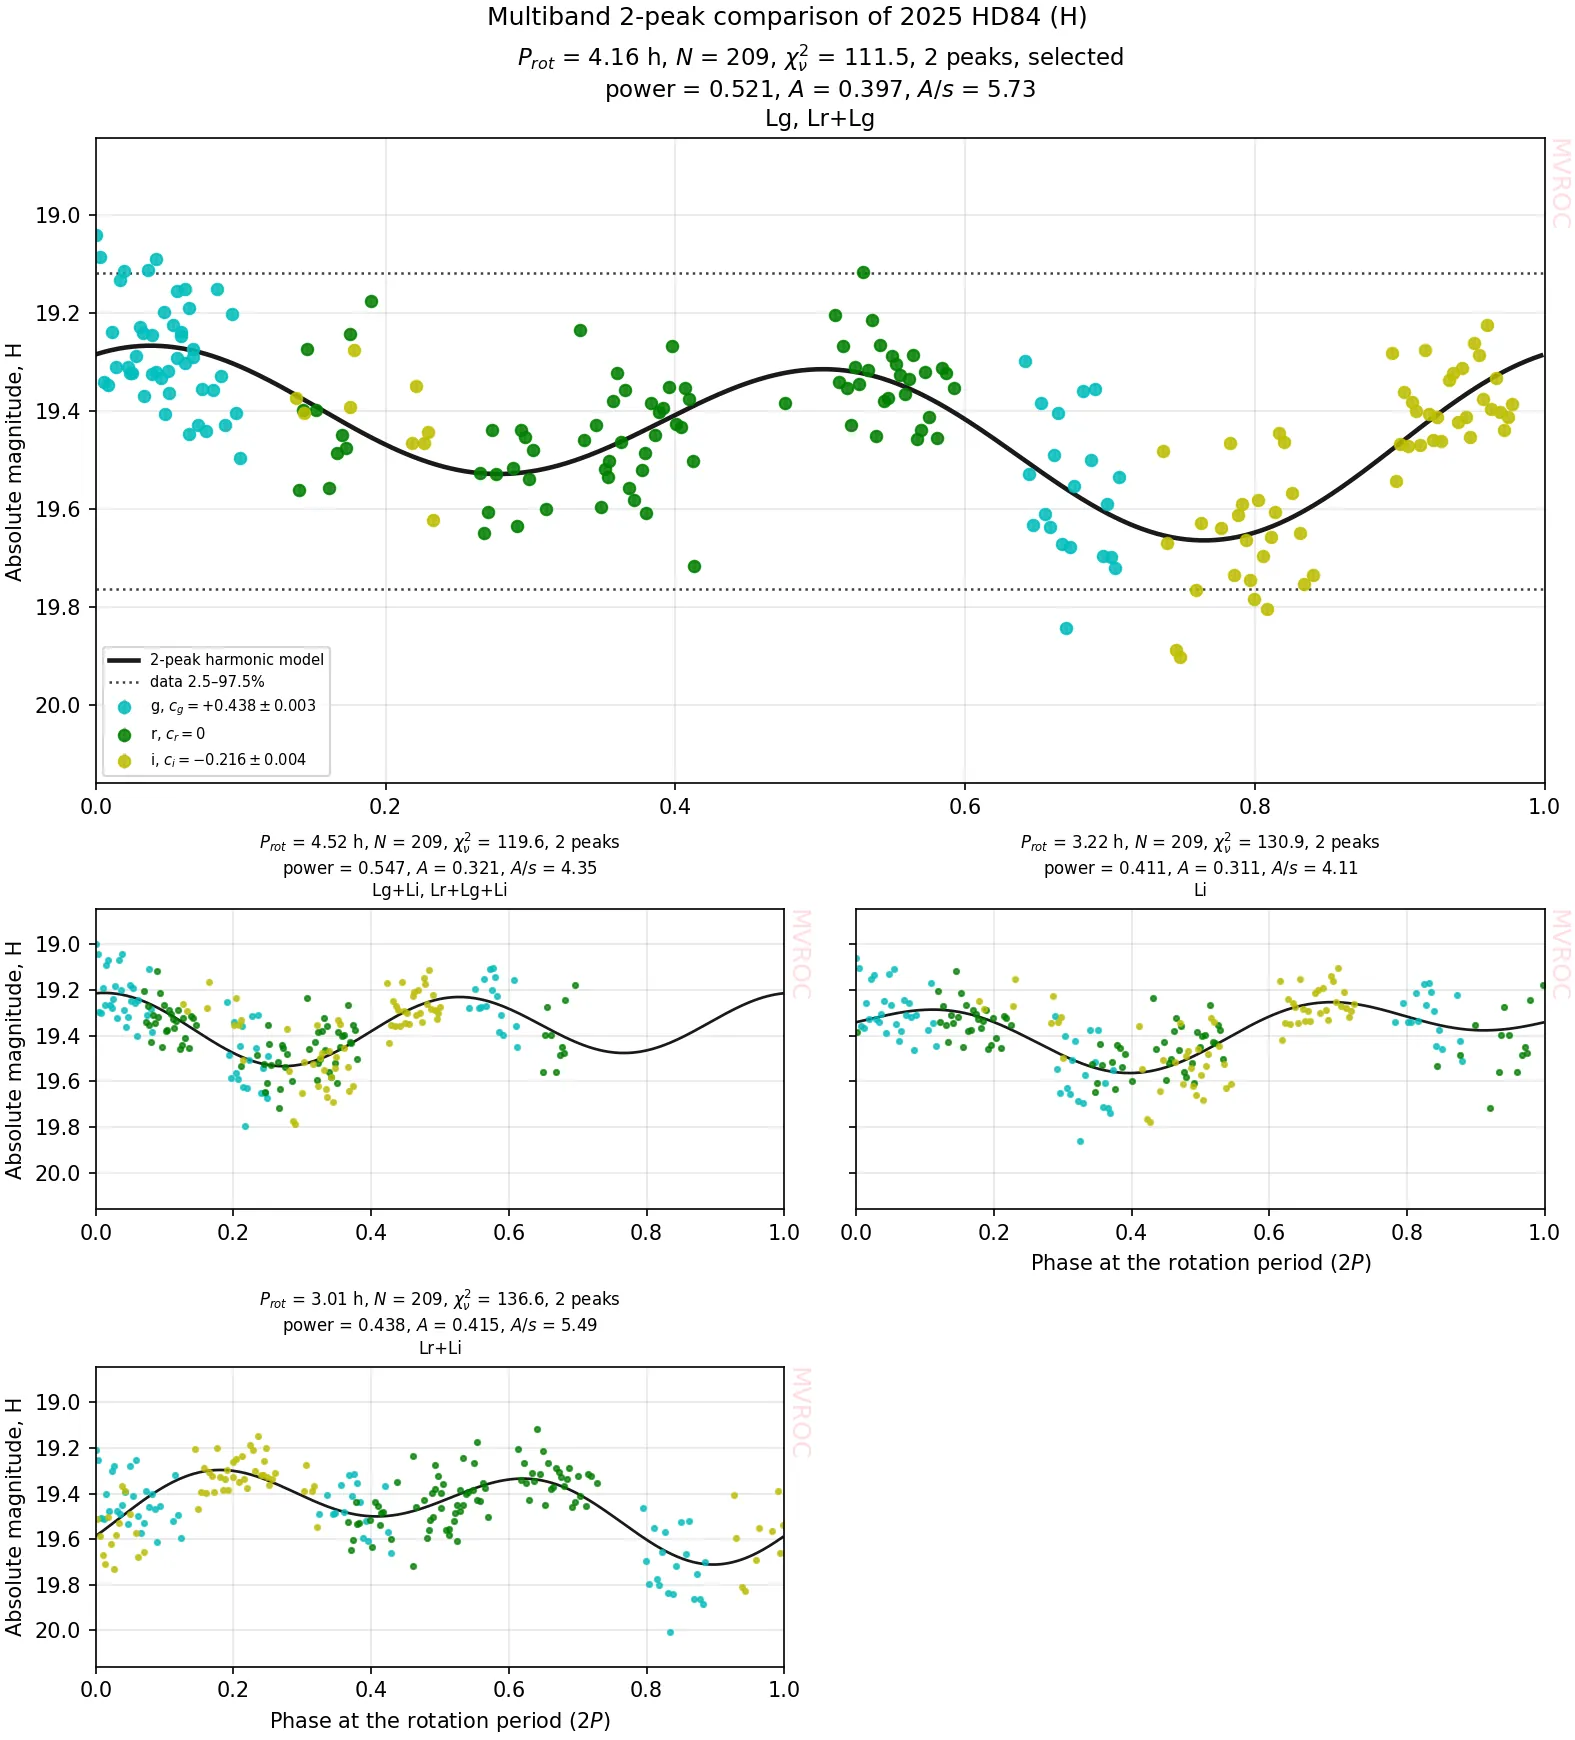 Multiband 2-peak comparison of 2025 HD84 (H)
P_rot = 4.16 h, N = 209, χ²_ν = 111.5, 2 peaks, selected
power = 0.521, A = 0.397, A/s = 5.73
Lg, Lr+Lg
MVROC
Absolute magnitude, H
19.0
19.2
19.4
19.6
19.8
20.0
2-peak harmonic model
data 2.5–97.5%
g, c_g = +0.438 ± 0.003
r, c_r = 0
i, c_i = −0.216 ± 0.004
0.0 0.2 0.4 0.6 0.8 1.0
P_rot = 4.52 h, N = 209, χ²_ν = 119.6, 2 peaks
power = 0.547, A = 0.321, A/s = 4.35
Lg+Li, Lr+Lg+Li
MVROC
Absolute magnitude, H
19.0
19.2
19.4
19.6
19.8
20.0
0.0 0.2 0.4 0.6 0.8 1.0
P_rot = 3.22 h, N = 209, χ²_ν = 130.9, 2 peaks
power = 0.411, A = 0.311, A/s = 4.11
Li
MVROC
0.0 0.2 0.4 0.6 0.8 1.0
Phase at the rotation period (2P)
P_rot = 3.01 h, N = 209, χ²_ν = 136.6, 2 peaks
power = 0.438, A = 0.415, A/s = 5.49
Lr+Li
MVROC
Absolute magnitude, H
19.0
19.2
19.4
19.6
19.8
20.0
0.0 0.2 0.4 0.6 0.8 1.0
Phase at the rotation period (2P)